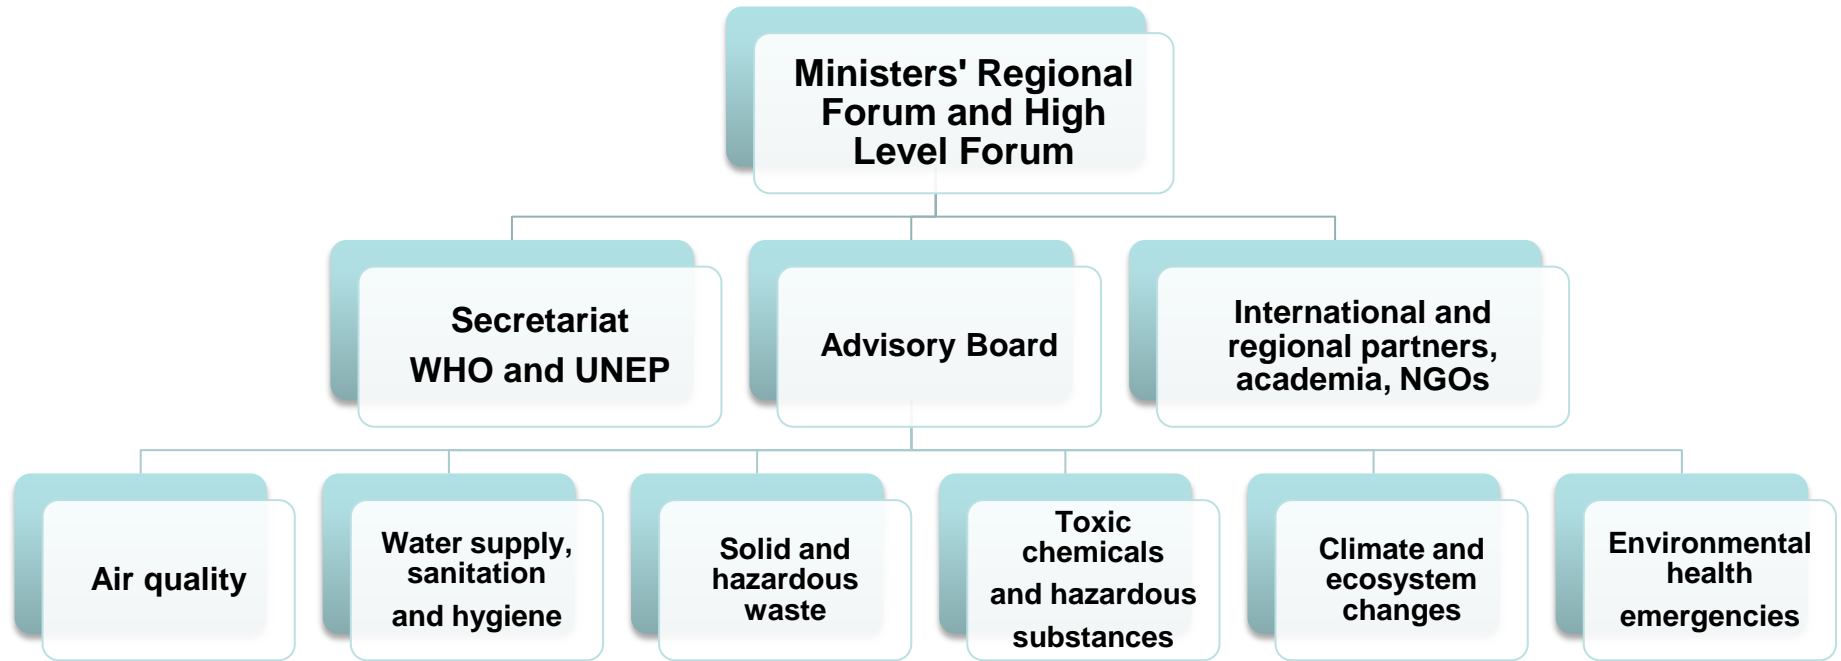 Ministers' Regional
Forum and High
Level Forum
Secretariat
WHO and UNEP
Advisory Board
International and
regional partners,
academia, NGOs
Air quality
Water supply,
sanitation
and hygiene
Solid and
hazardous
waste
Toxic
chemicals
and hazardous
substances
Climate and
ecosystem
changes
Environmental
health
emergencies